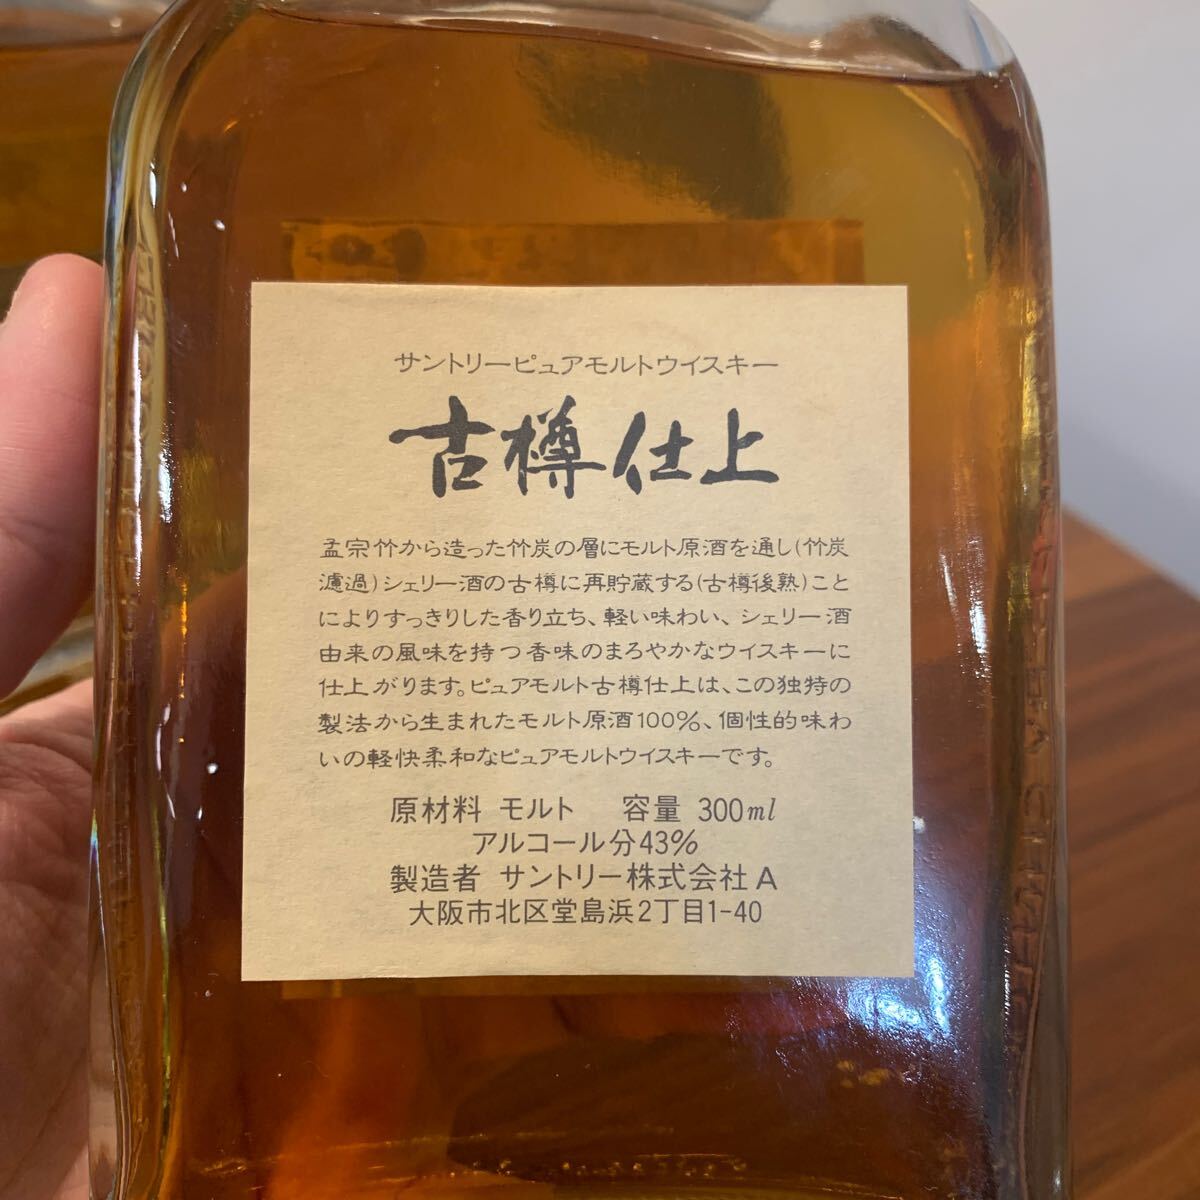 サントリーピュアモルトウイスキー
古樽仕上
孟宗竹から造った竹炭の層にモルト原酒を通し(竹炭
濾過)シェリー酒の古樽に再貯蔵する(古樽後熟)こと
によりすっきりした香り立ち、軽い味わい、シェリー酒
由来の風味を持つ香味のまろやかなウイスキーに
仕上がります。ピュアモルト古樽仕上は、この独特の
製法から生まれたモルト原酒100%、個性的味わ
いの軽快柔和なピュアモルトウイスキーです。
原材料 モルト 容量 300ml
アルコール分43%
製造者 サントリー株式会社A
大阪市北区堂島浜2丁目1-40